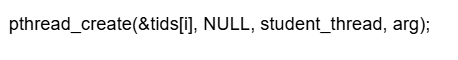 pthread_create(&tids[i], NULL, student_thread, arg);